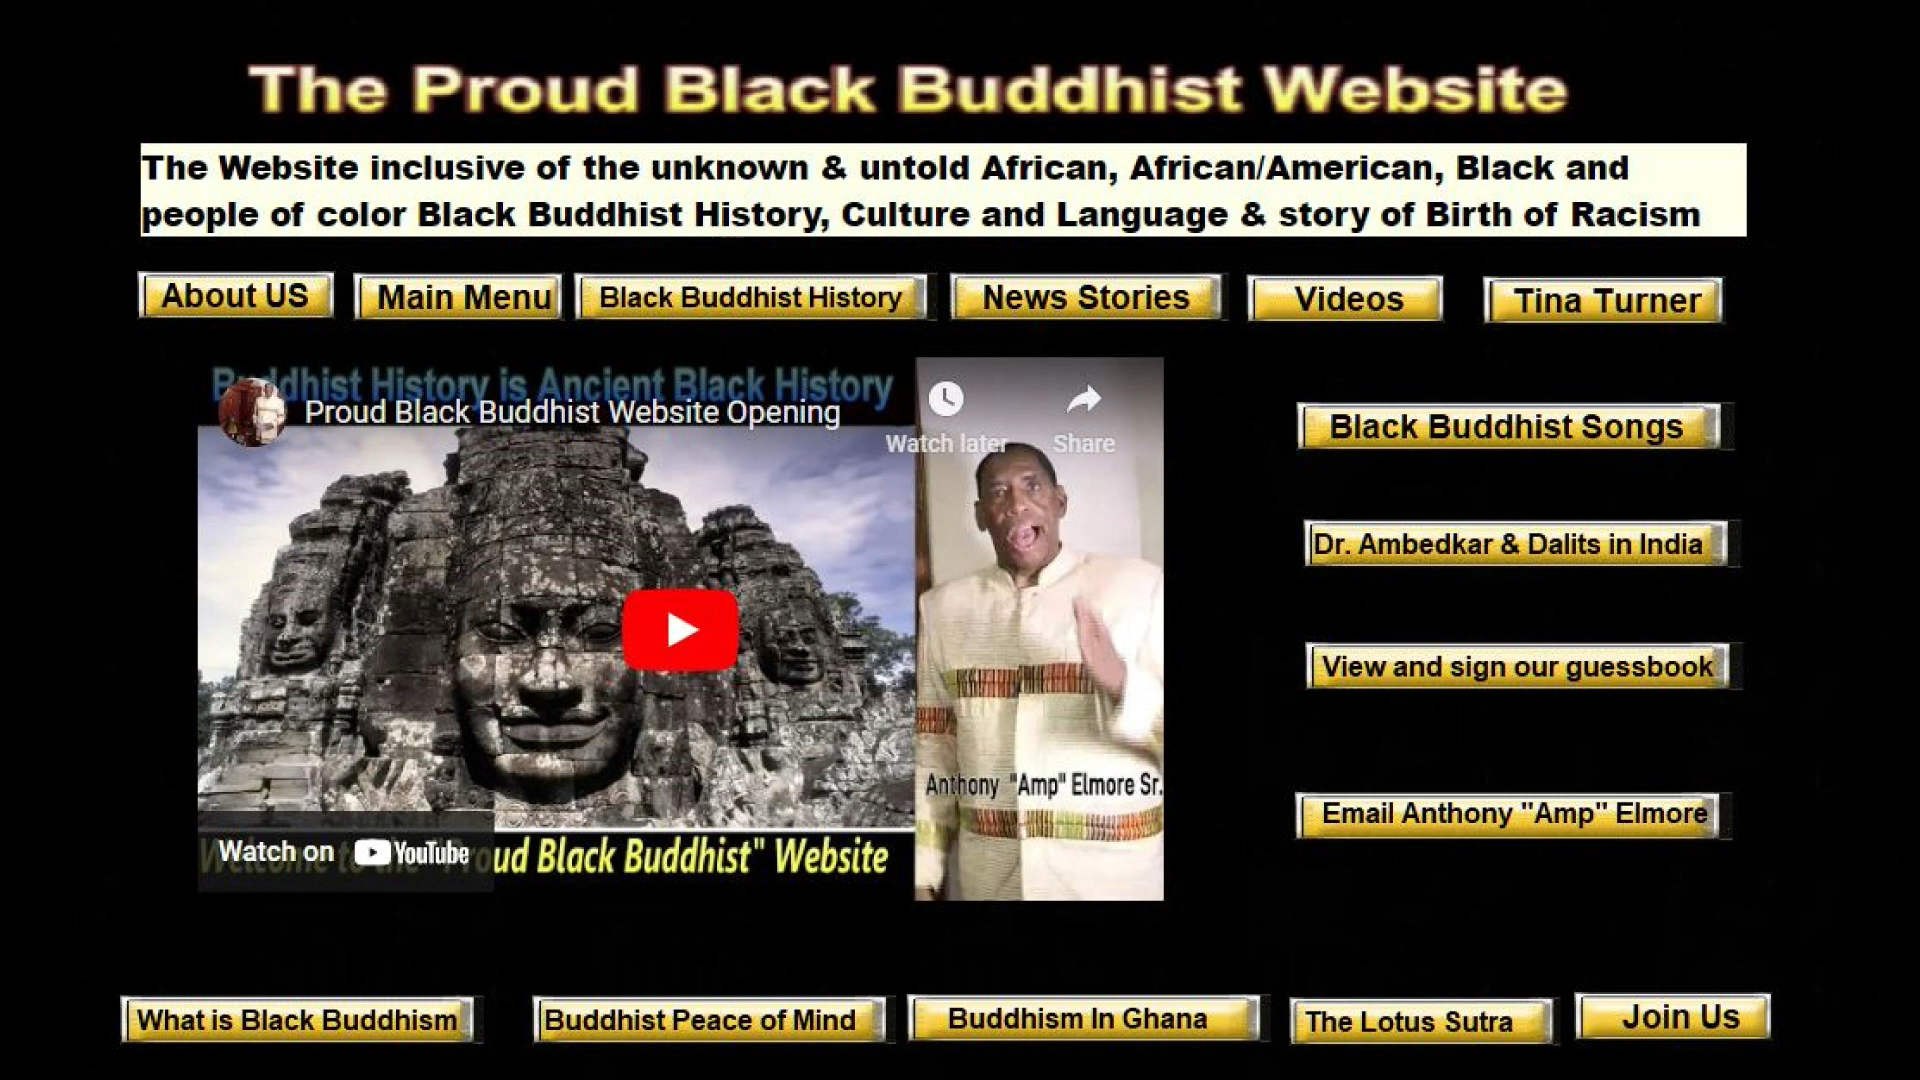 The Proud Black Buddhist Website
The Website inclusive of the unknown & untold African, African/American, Black and
people of color Black Buddhist History, Culture and Language & story of Birth of Racism
About US
Main Menu
Black Buddhist History
News Stories
Videos
Tina Turner
Buddhist History is Ancient Black History
Proud Black Buddhist Website Opening
Watch later
Share
Black Buddhist Songs
Dr. Ambedkar & Dalits in India
View and sign our guessbook
Anthony "Amp" Elmore Sr.
Email Anthony "Amp" Elmore
Watch on YouTube
Welcome to the "Proud Black Buddhist" Website
What is Black Buddhism
Buddhist Peace of Mind
Buddhism In Ghana
The Lotus Sutra
Join Us